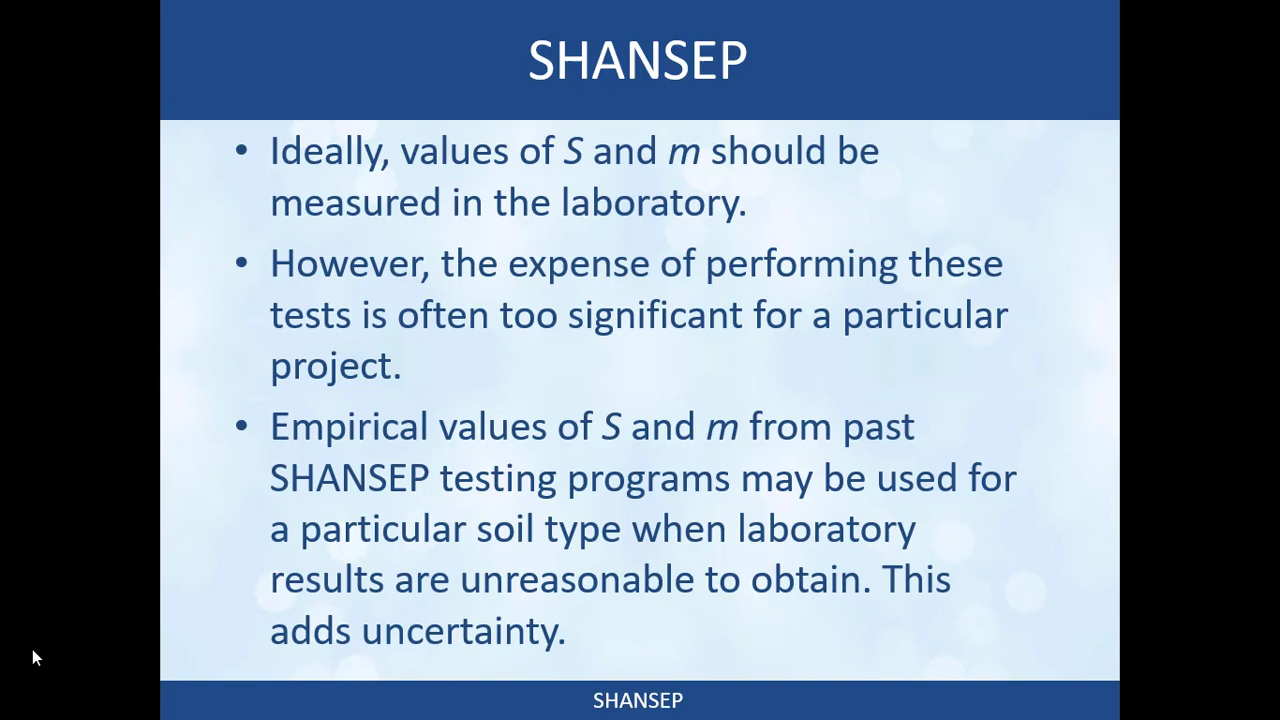 SHANSEP
• Ideally, values of S and m should be
measured in the laboratory.
• However, the expense of performing these
tests is often too significant for a particular
project.
• Empirical values of S and m from past
SHANSEP testing programs may be used for
a particular soil type when laboratory
results are unreasonable to obtain. This
adds uncertainty.
SHANSEP